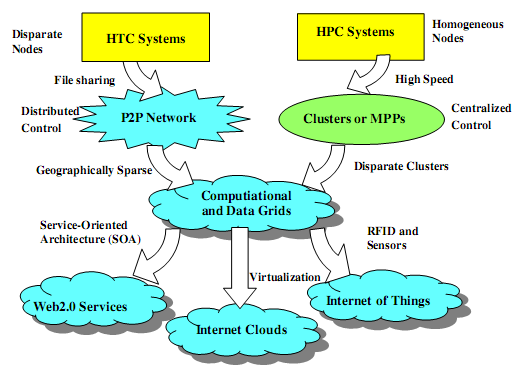 Disparate
Nodes
HTC Systems
HPC Systems
Homogeneous
Nodes
File sharing
High Speed
Distributed
Control
P2P Network
Clusters or MPPs
Centralized
Control
Geographically Sparse
Disparate Clusters
Computiational
and Data Grids
Service-Oriented
Architecture (SOA)
RFID and
Sensors
Virtualization
Web2.0 Services
Internet Clouds
Internet of Things